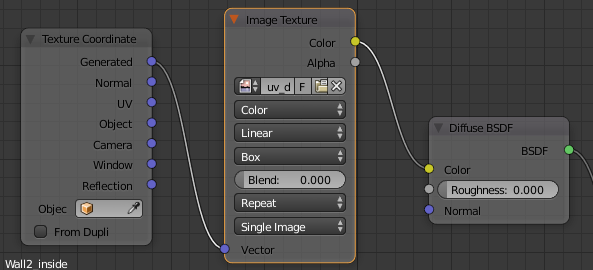 Texture Coordinate
Generated
Normal
UV
Object
Camera
Window
Reflection
Objec
From Dupli
Image Texture
Color
Alpha
uv_d F
Color
Linear
Box
Blend: 0.000
Repeat
Single Image
Vector
Diffuse BSDF
BSDF
Color
Roughness: 0.000
Normal
Wall2_inside